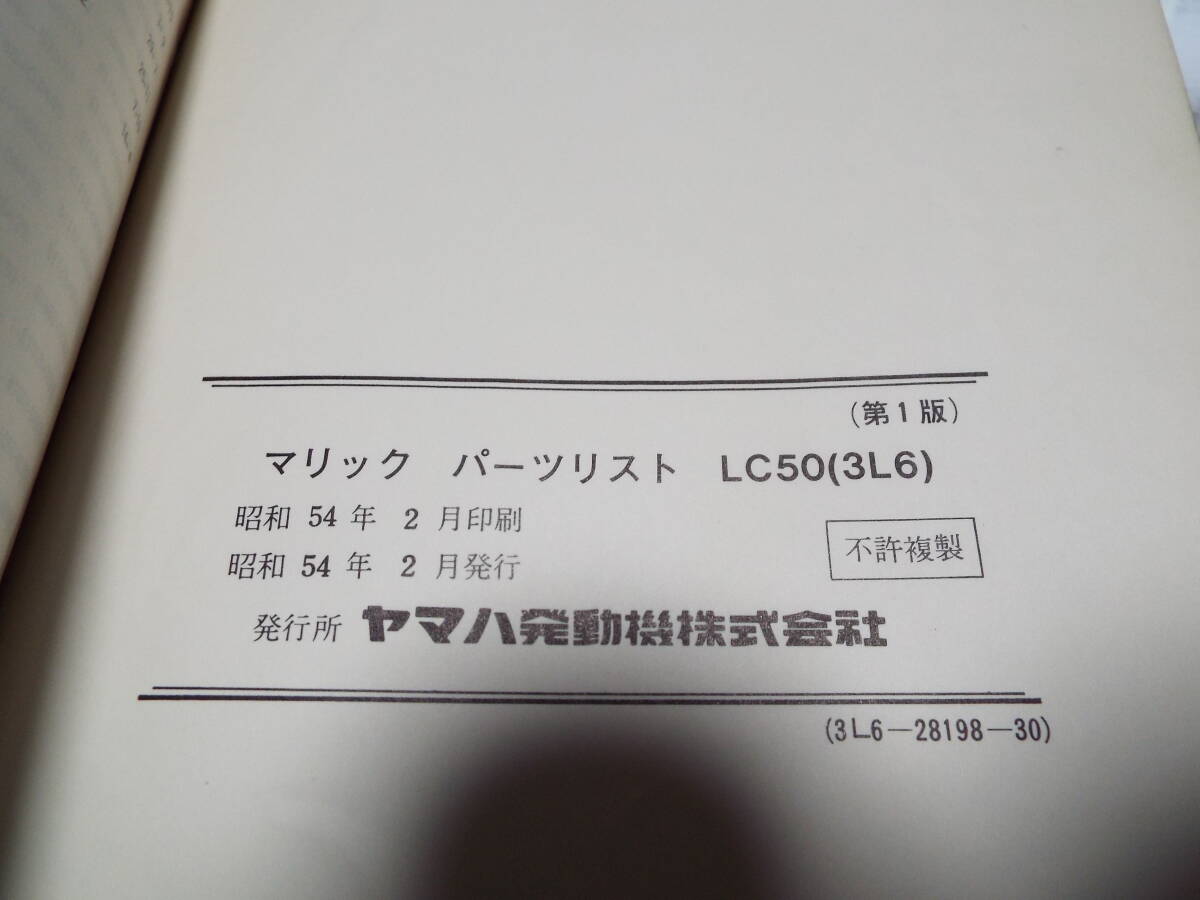 (第1版)
マリック パーツリスト LC50(3L6)
昭和 54 年 2 月印刷
昭和 54 年 2 月発行
不許複製
発行所 ヤマハ発動機株式会社
(3L6-28198-30)